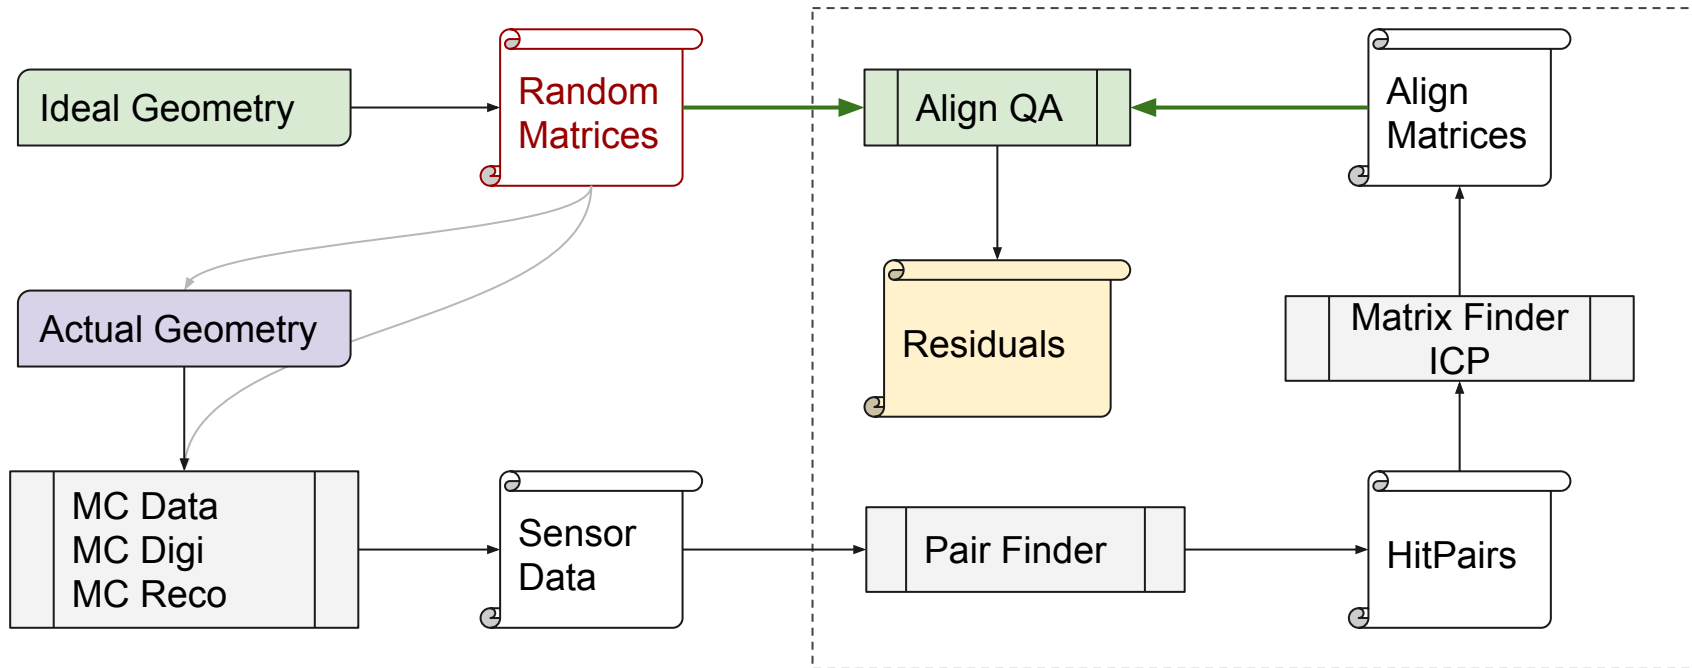 Ideal Geometry
Random
Matrices
Align QA
Align
Matrices
Actual Geometry
Residuals
Matrix Finder
ICP
MC Data
MC Digi
MC Reco
Sensor
Data
Pair Finder
HitPairs